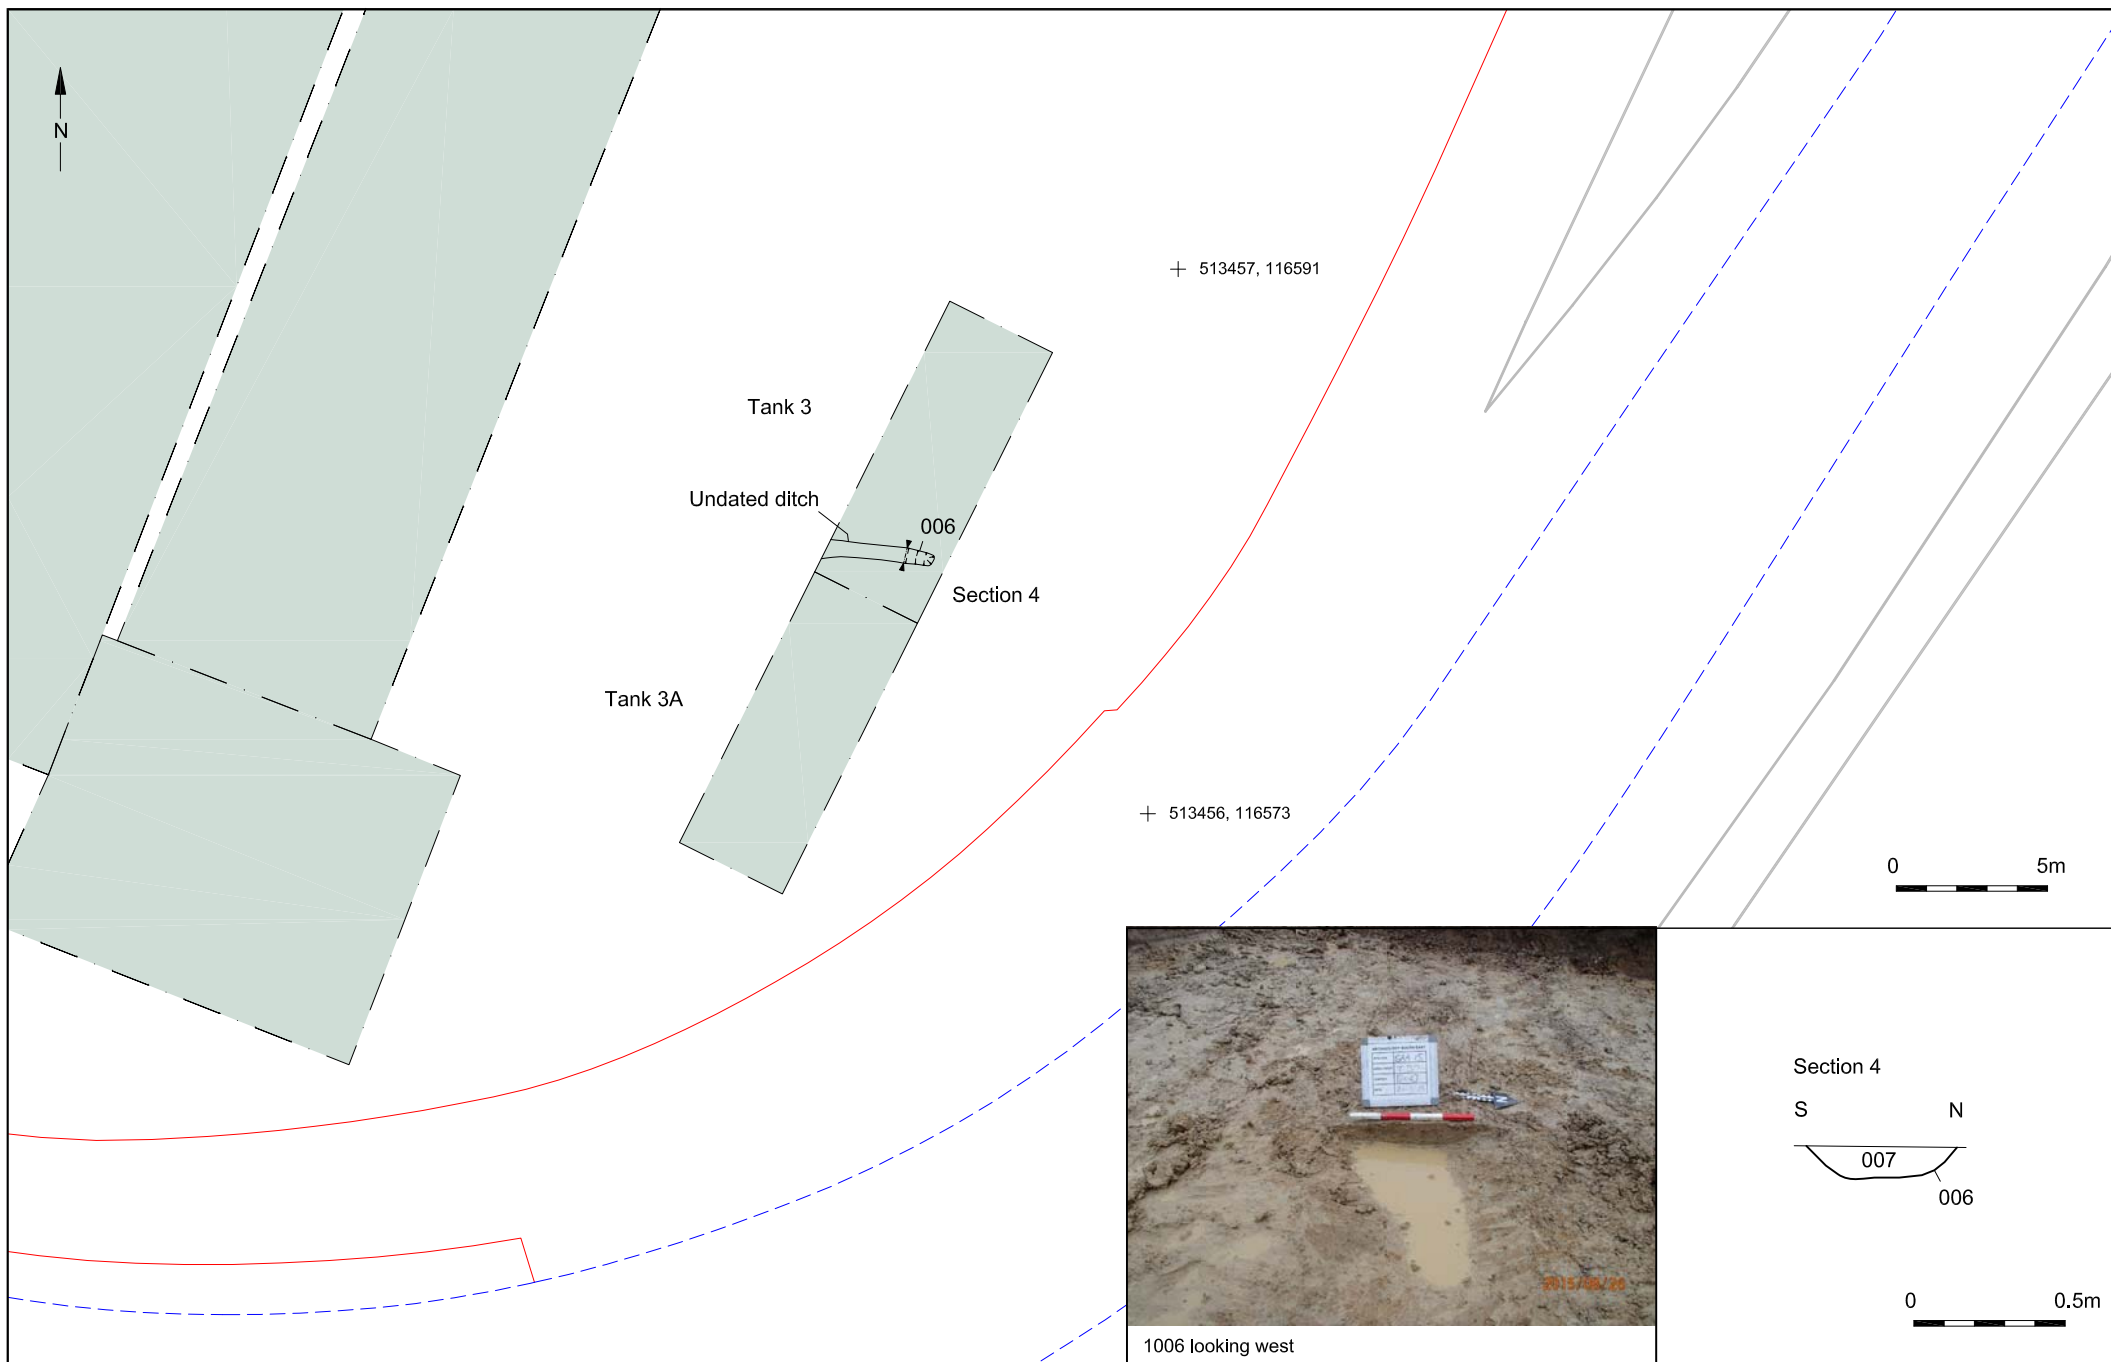 N
513457, 116591
Tank 3
Undated ditch
006
Section 4
Tank 3A
513456, 116573
0 5m
Section 4
S N
007
006
0 0.5m
1006 looking west